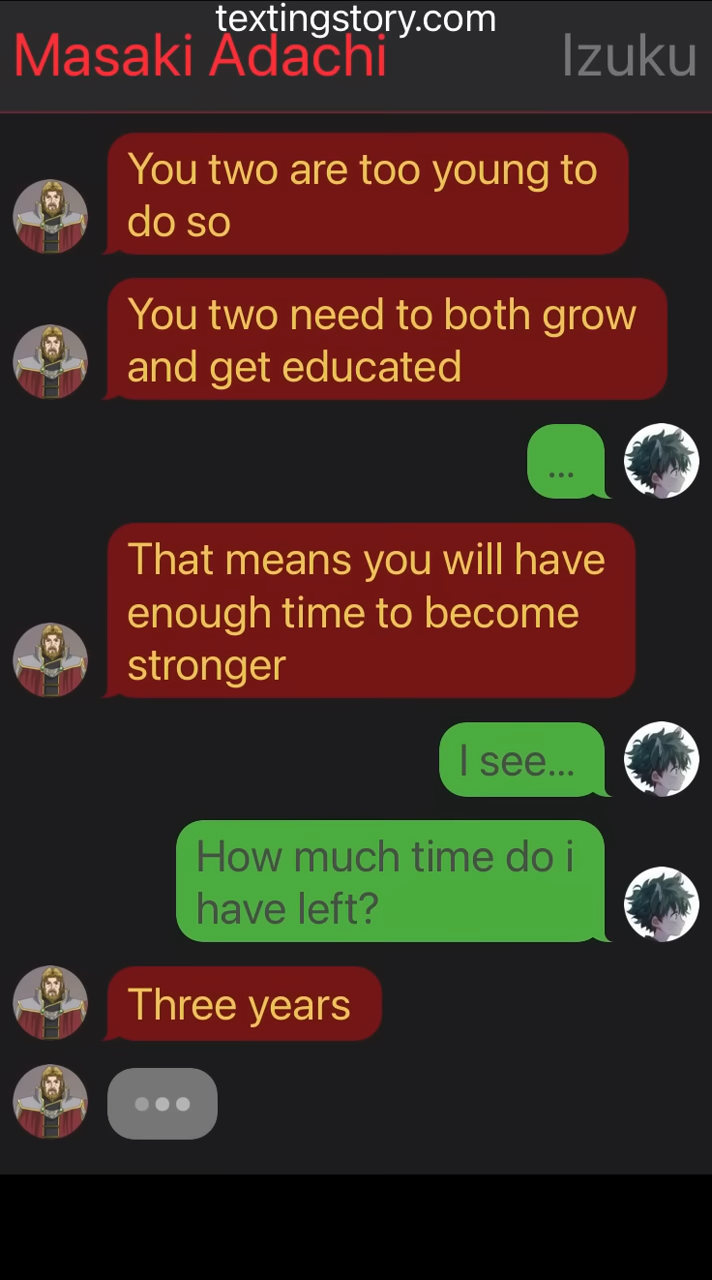 textingstory.com
Masaki Adachi
Izuku
You two are too young to
do so
You two need to both grow
and get educated
...
That means you will have
enough time to become
stronger
I see...
How much time do i
have left?
Three years